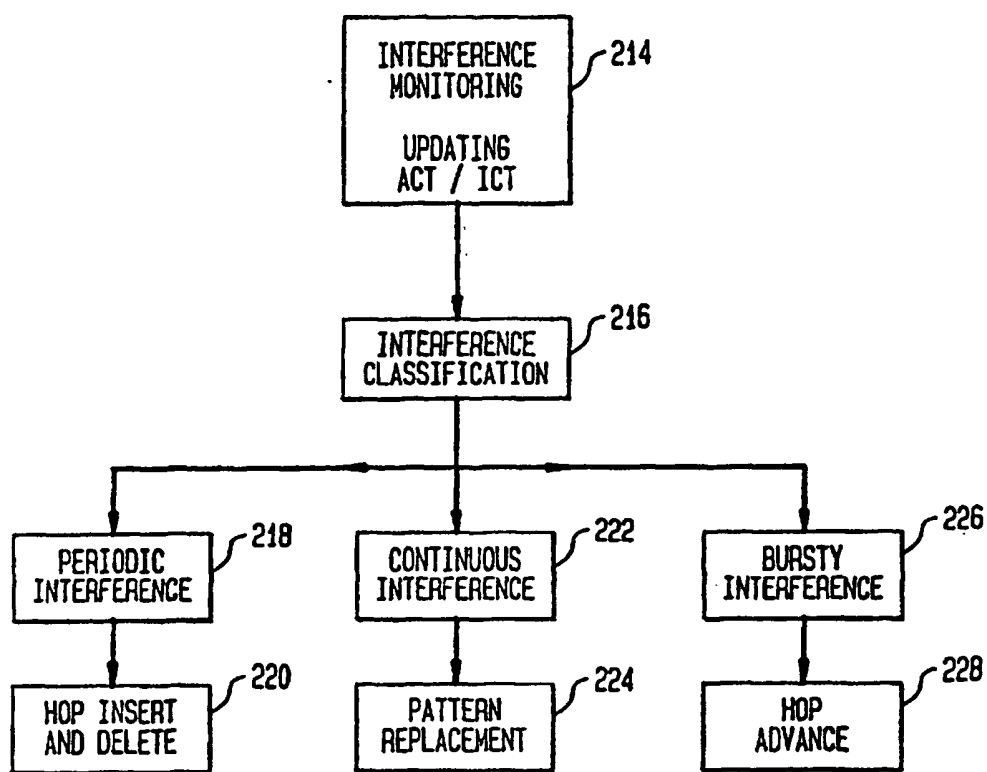 INTERFERENCE
MONITORING
UPDATING
ACT / ICT
214
INTERFERENCE
CLASSIFICATION
216
PERIODIC
INTERFERENCE
218
CONTINUOUS
INTERFERENCE
222
BURSTY
INTERFERENCE
226
HOP INSERT
AND DELETE
220
PATTERN
REPLACEMENT
224
HOP
ADVANCE
228